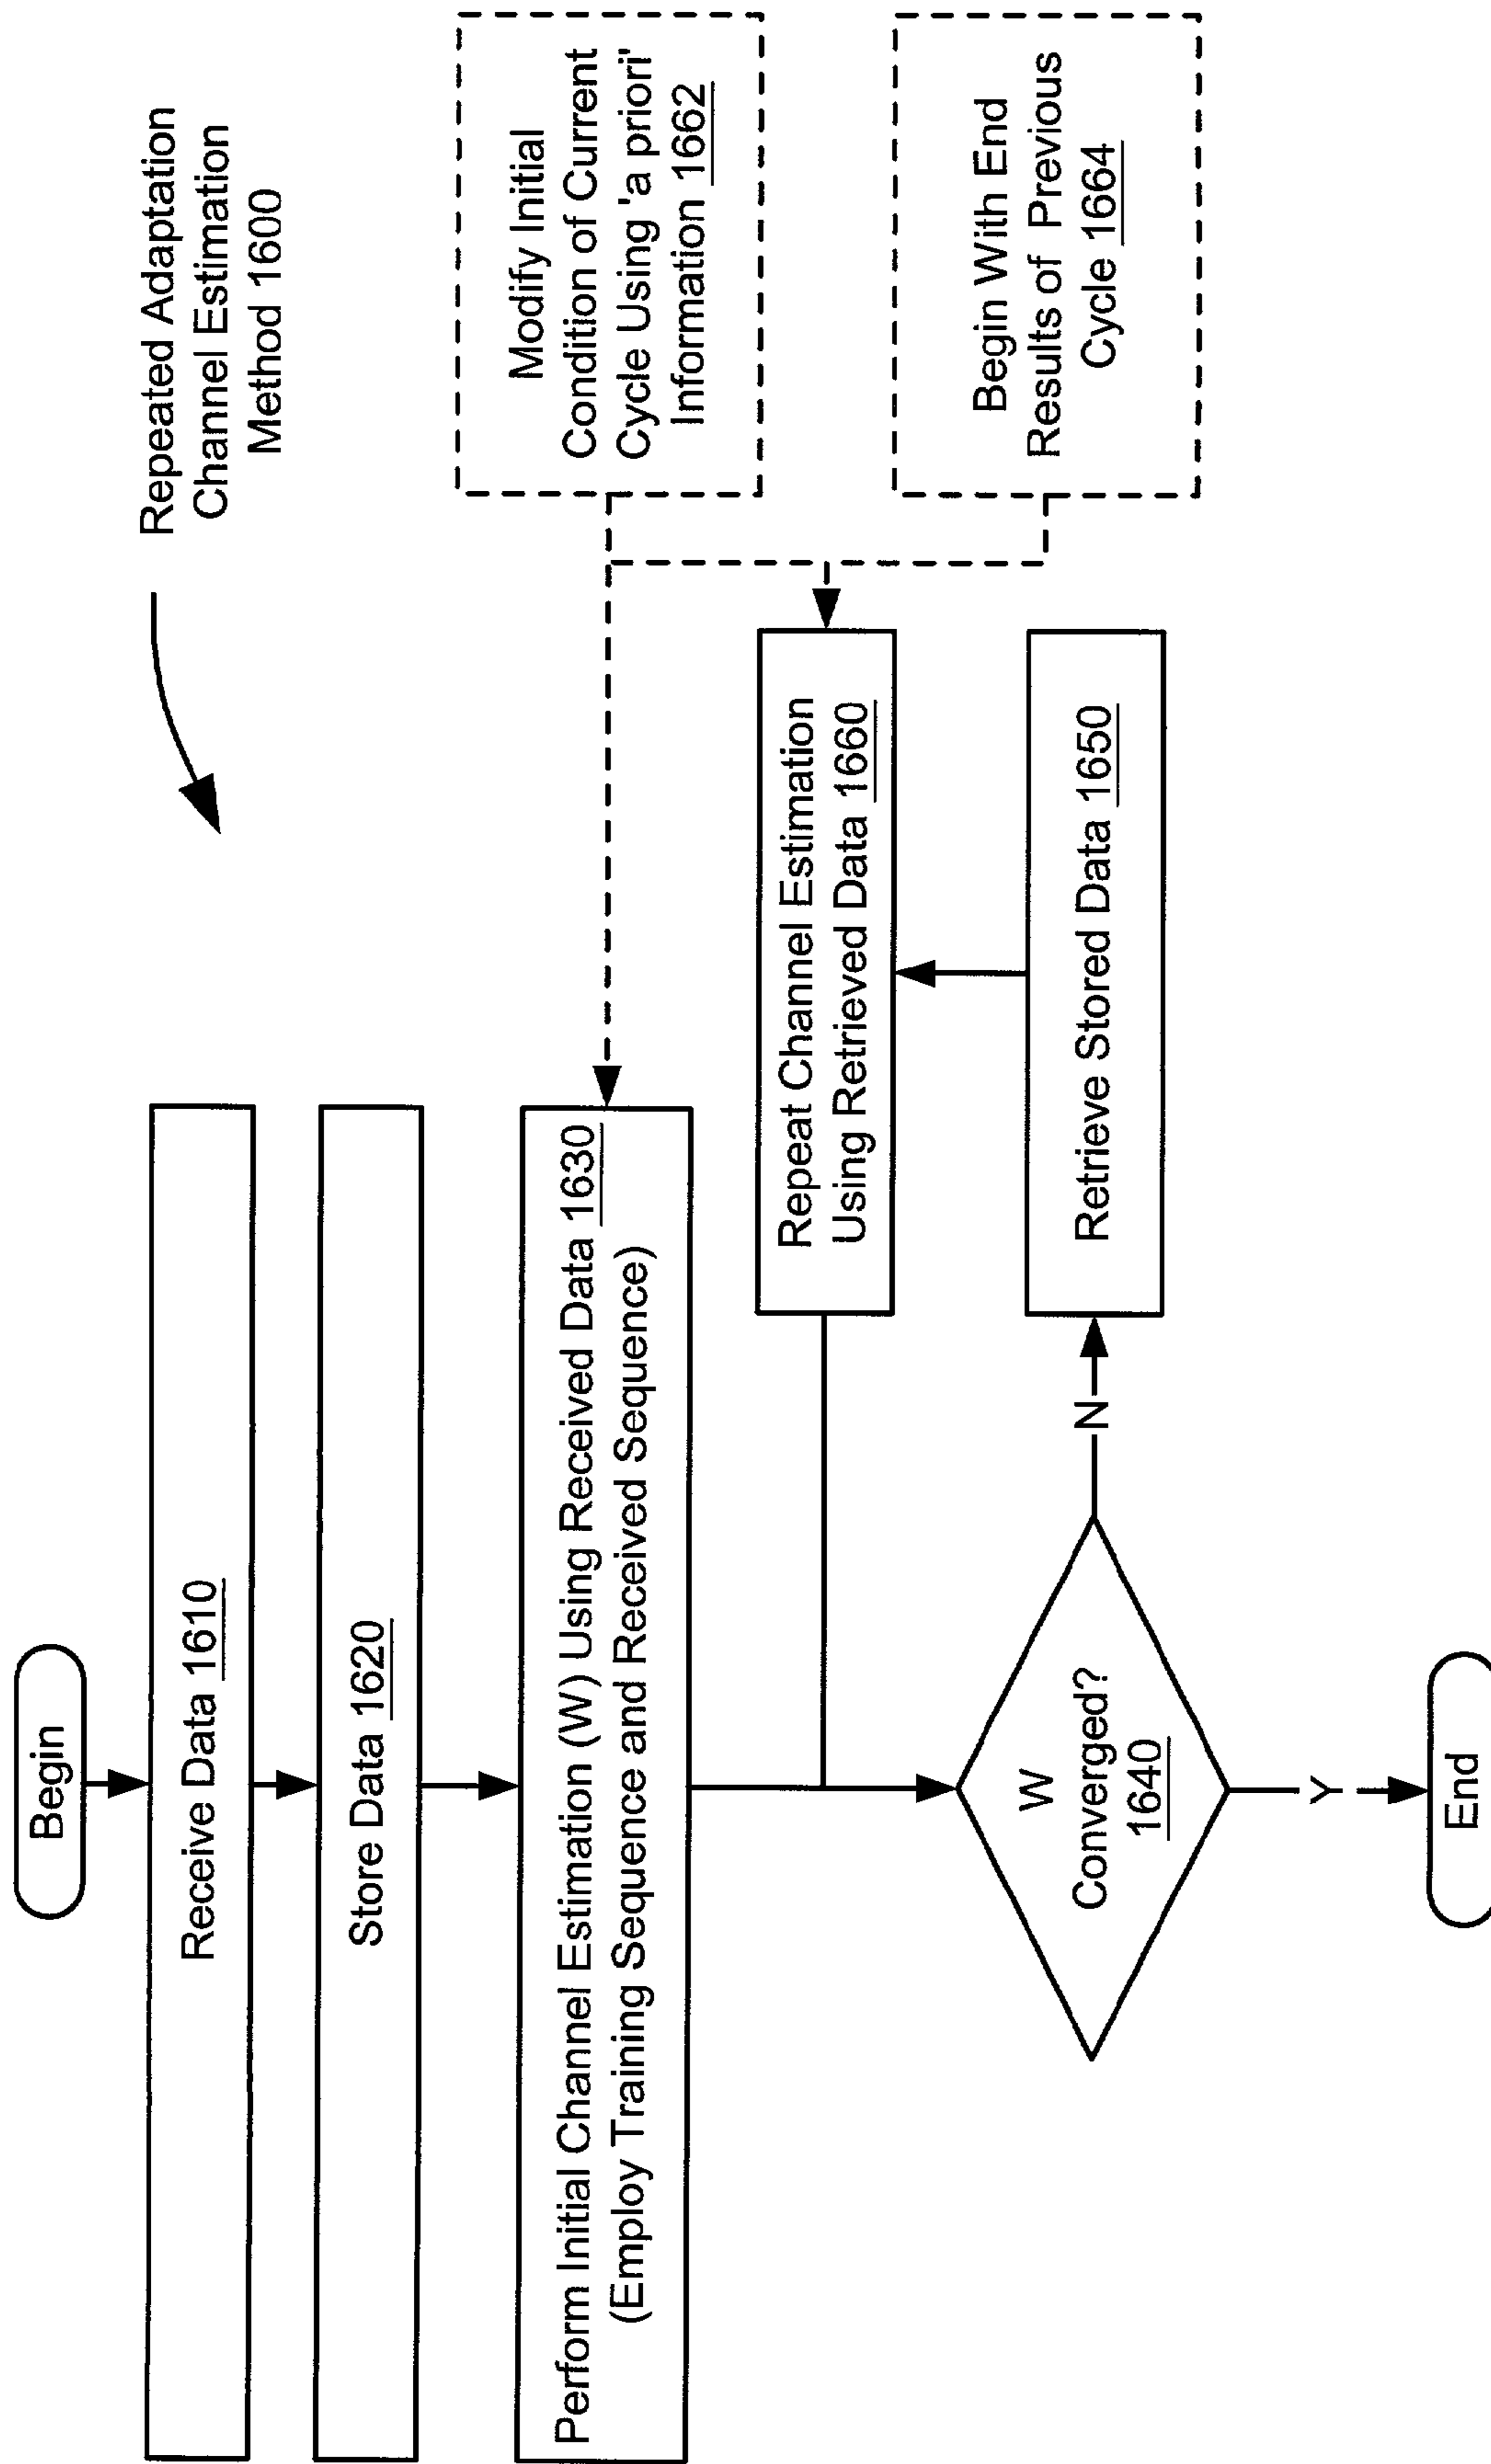 Repeated Adaptation
Channel Estimation
Method 1600
Begin
Receive Data 1610
Store Data 1620
Perform Initial Channel Estimation (W) Using Received Data 1630
(Employ Training Sequence and Received Sequence)
Modify Initial
Condition of Current
Cycle Using 'a priori'
Information 1662
Repeat Channel Estimation
Using Retrieved Data 1660
Begin With End
Results of Previous
Cycle 1664
W
Converged?
1640
N
Retrieve Stored Data 1650
Y
End